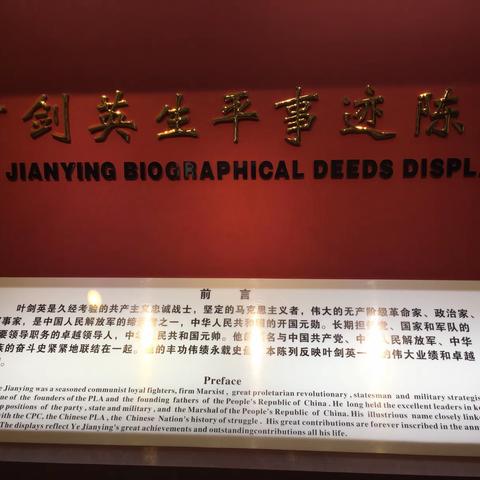 剑英生平事迹陈
JIANYING BIOGRAPHICAL DEEDS
前 言
叶剑英是久经考验的共产主义忠诚战士，坚定的马克思主义者，伟大的无产阶级革命家、政治家、
事家，是中国人民解放军的缔造者之一，中华人民共和国的开国元勋。长期担任党、国家和军队的
要领导职务的卓越领导人，中华人民共和国元帅。他的名与中国共产党、中国人民解放军、中华
族的奋斗史紧紧地联结在一起。他的丰功伟绩永载史册。本陈列反映叶剑英一生的伟大业绩和卓越
Preface
Jianying was a seasoned communist loyal fighters, firm Marxist, great proletarian revolutionary, statesman and military
one of the founders of the PLA and the founding fathers of the People's Republic of China. He long held the excellent leaders in
top positions of the party, state and military, and the Marshal of the People's Republic of China. His illustrious name closely
with the CPC, the Chinese PLA, the Chinese Nation's history of struggle. His great contributions are forever inscribed in the
The displays reflect Ye Jianying's great achievements and outstandingcontributions all his life.